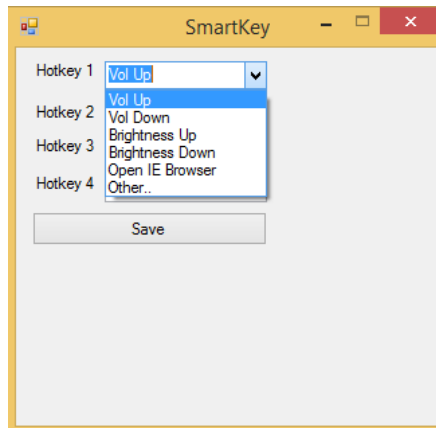 SmartKey
Hotkey 1 Vol Up
Vol Up
Hotkey 2
Vol Down
Brightness Up
Hotkey 3
Brightness Down
Open IE Browser
Hotkey 4
Other..
Save